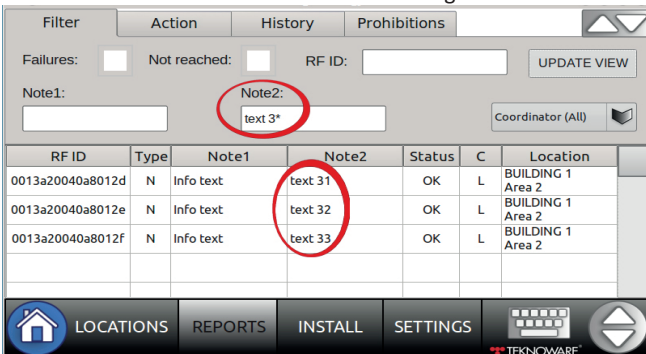 Filter Action History Prohibitions
Failures: Not reached: RF ID: UPDATE VIEW
Note1: Note2:
text 3* Coordinator (All)
RF ID Type Note1 Note2 Status C Location
0013a20040a8012d N Info text text 31 OK L BUILDING 1
Area 2
0013a20040a8012e N Info text text 32 OK L BUILDING 1
Area 2
0013a20040a8012f N Info text text 33 OK L BUILDING 1
Area 2
LOCATIONS REPORTS INSTALL SETTINGS
TEKNOWARE